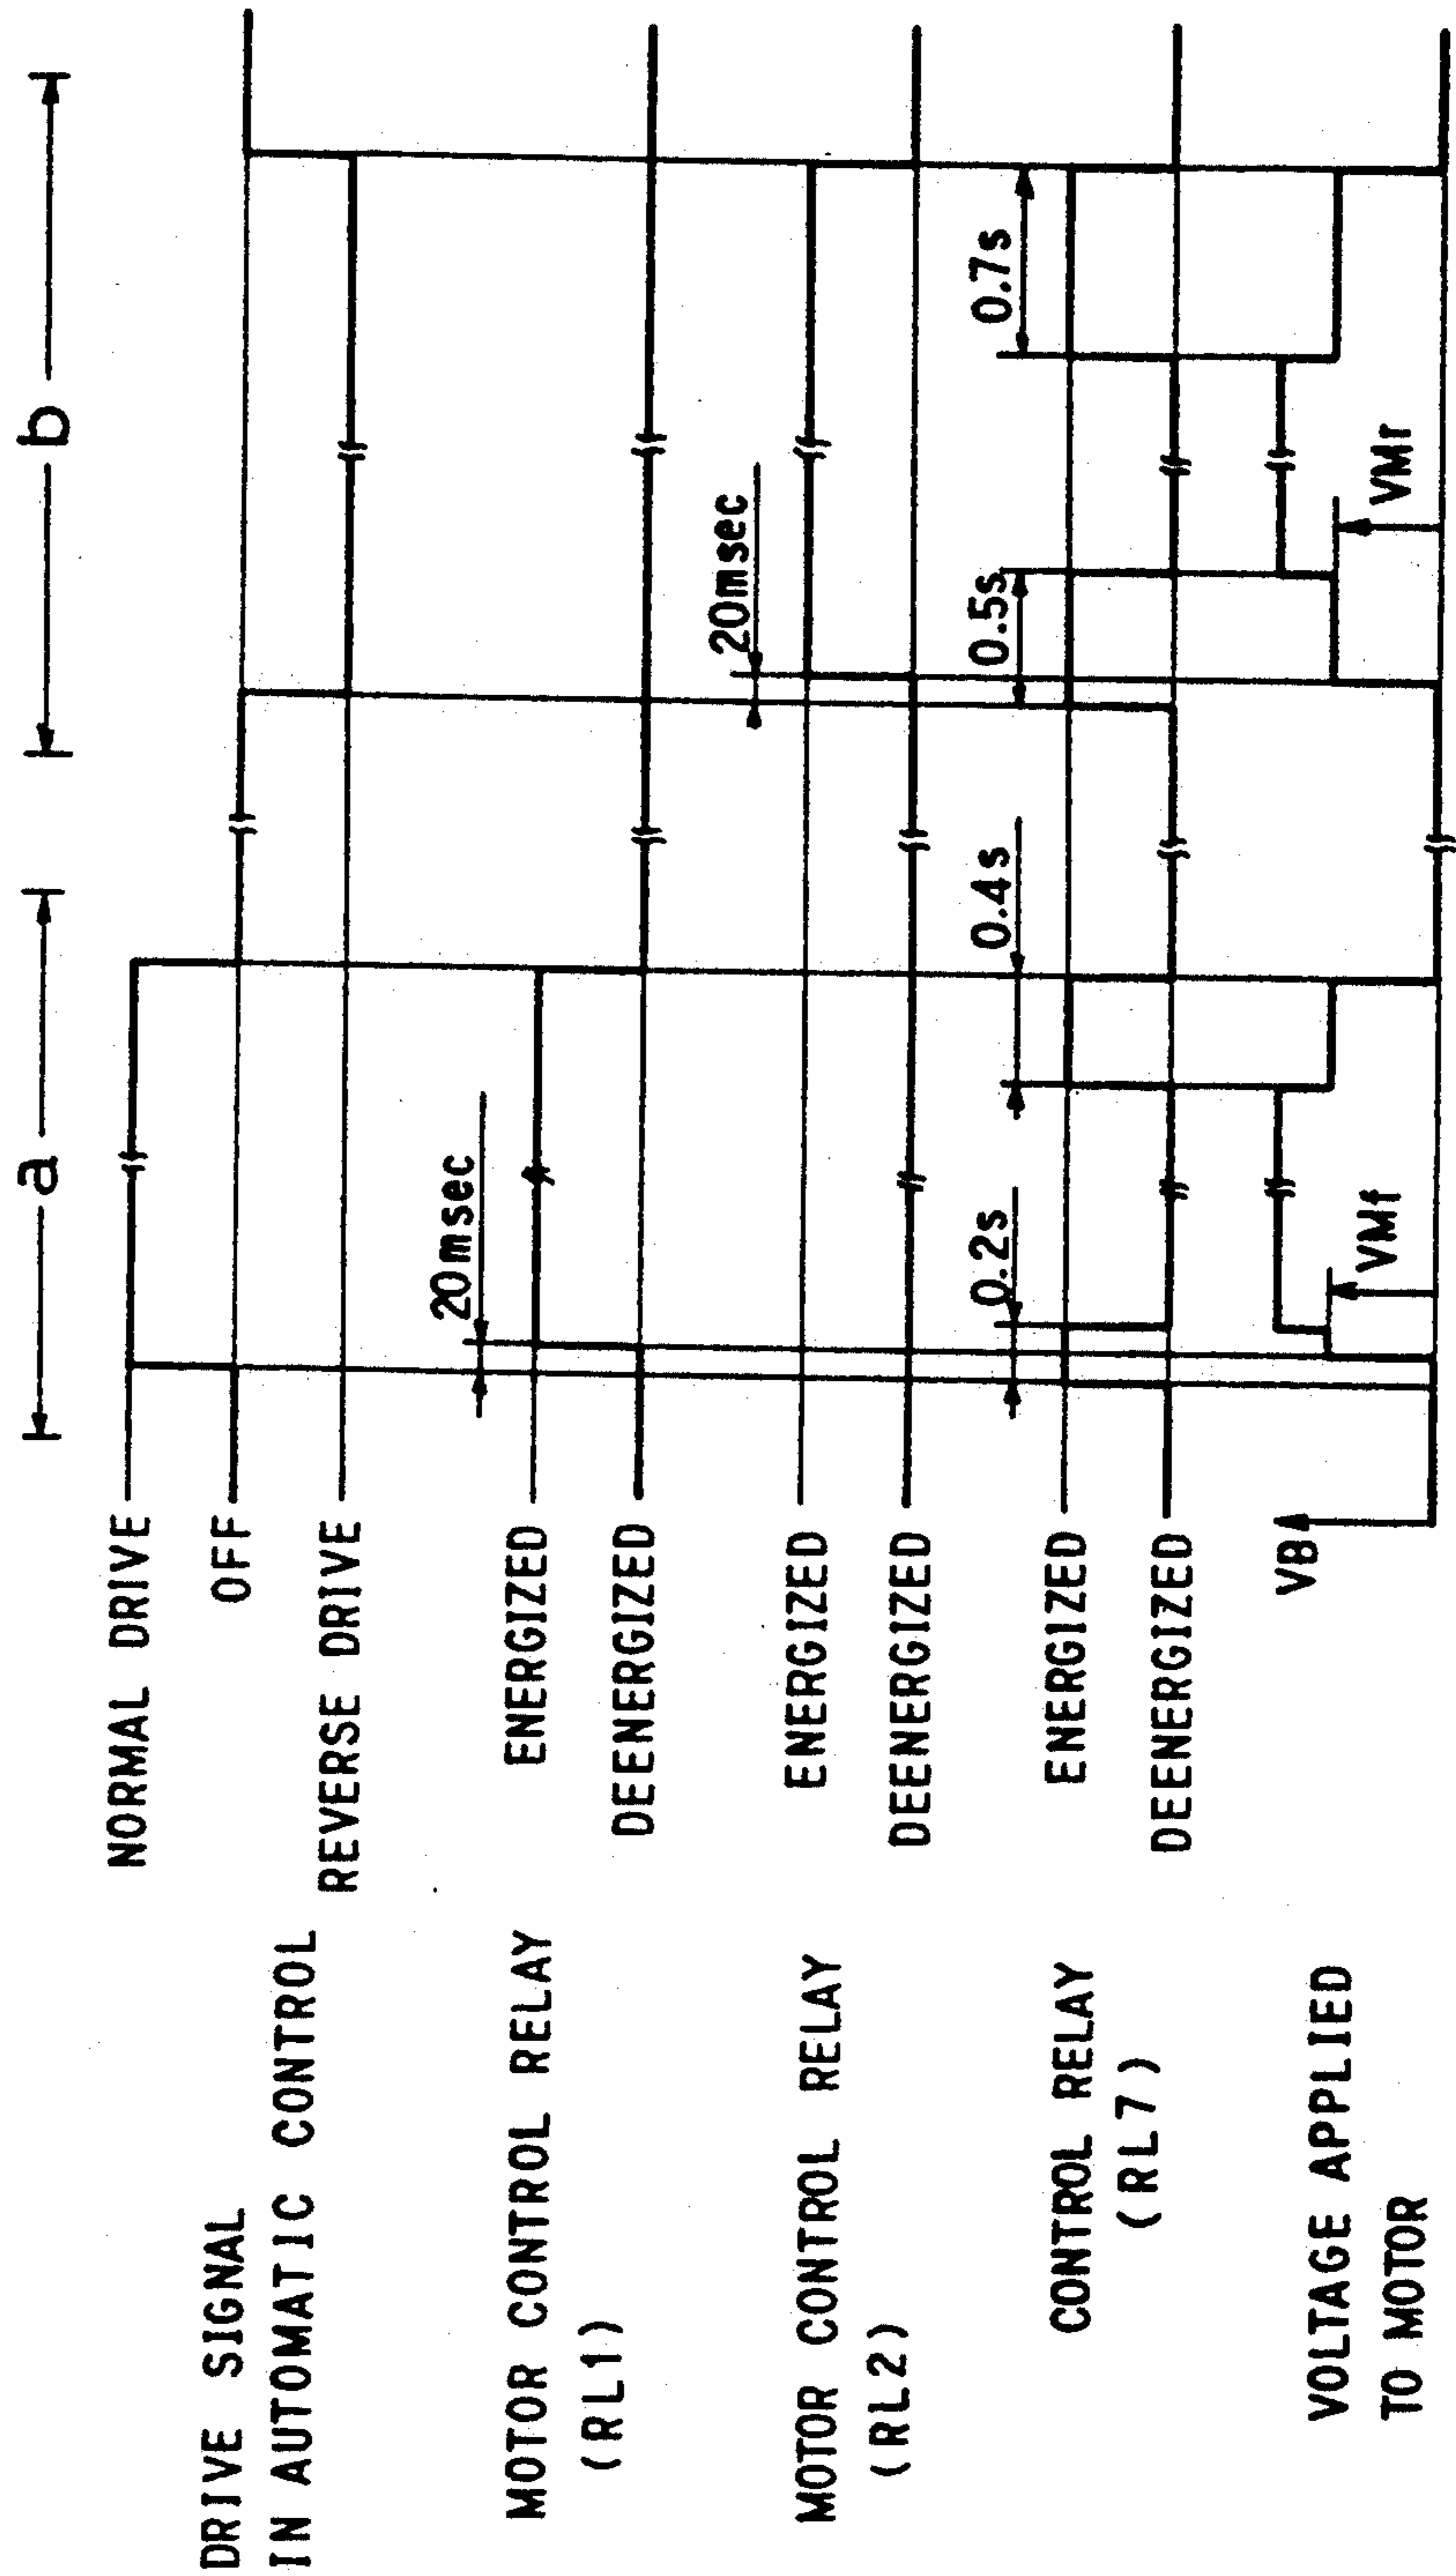 a
b
DRIVE SIGNAL
IN AUTOMATIC CONTROL
NORMAL DRIVE
OFF
REVERSE DRIVE
20msec
MOTOR CONTROL RELAY
(RL1)
ENERGIZED
DEENERGIZED
20msec
MOTOR CONTROL RELAY
(RL2)
ENERGIZED
DEENERGIZED
0.2s
0.4s
0.5s
0.7s
CONTROL RELAY
(RL7)
ENERGIZED
DEENERGIZED
VOLTAGE APPLIED
TO MOTOR
VB
VMf
VMr